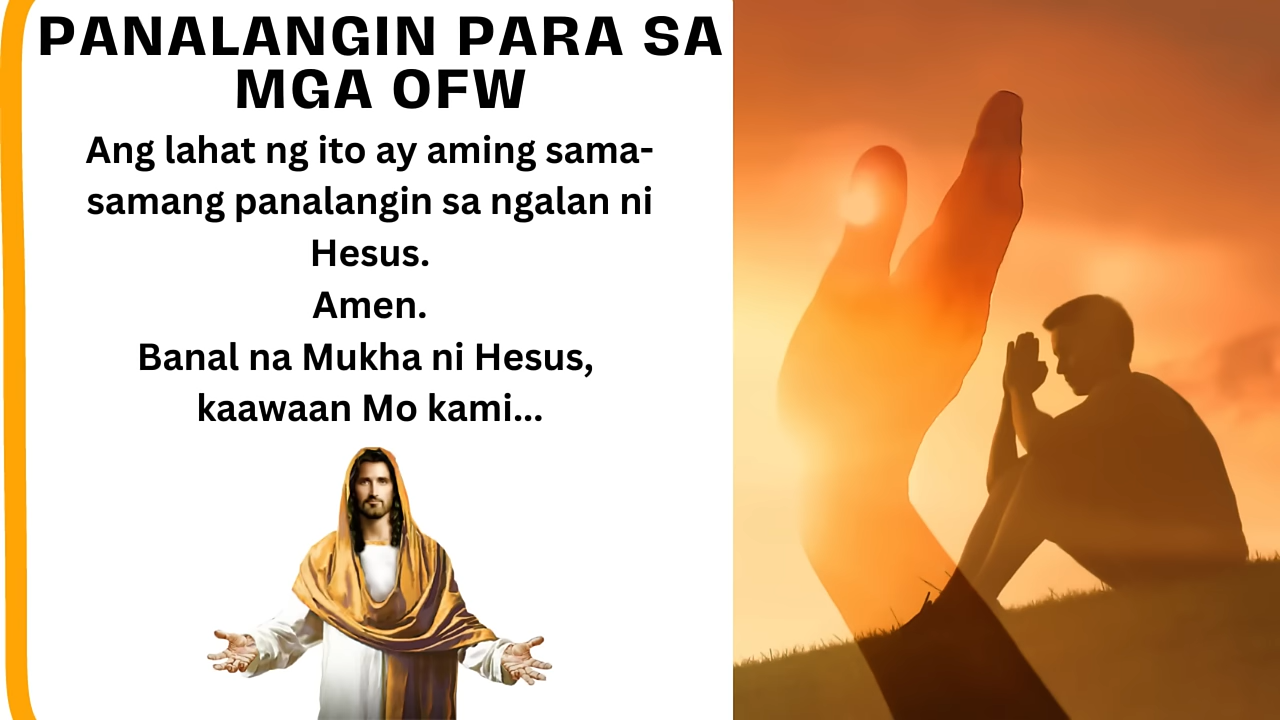 PANALANGIN PARA SA
MGA OFW
Ang lahat ng ito ay aming sama-
samang panalangin sa ngalan ni
Hesus.
Amen.
Banal na Mukha ni Hesus,
kaawaan Mo kami...